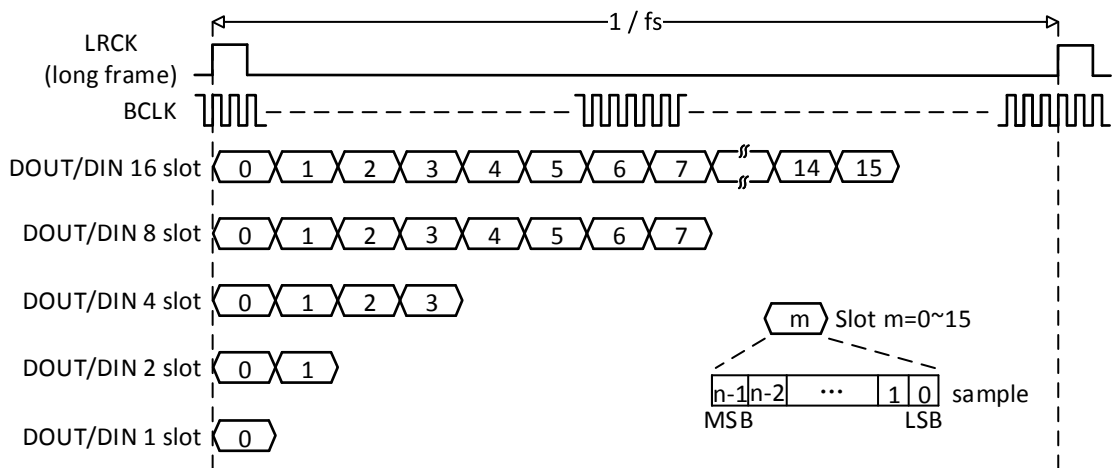 1 / fs
LRCK
(long frame)
BCLK
DOUT/DIN 16 slot 0 1 2 3 4 5 6 7 14 15
DOUT/DIN 8 slot 0 1 2 3 4 5 6 7
DOUT/DIN 4 slot 0 1 2 3
m Slot m=0~15
DOUT/DIN 2 slot 0 1
n-1 n-2 ... 1 0 sample
MSB LSB
DOUT/DIN 1 slot 0